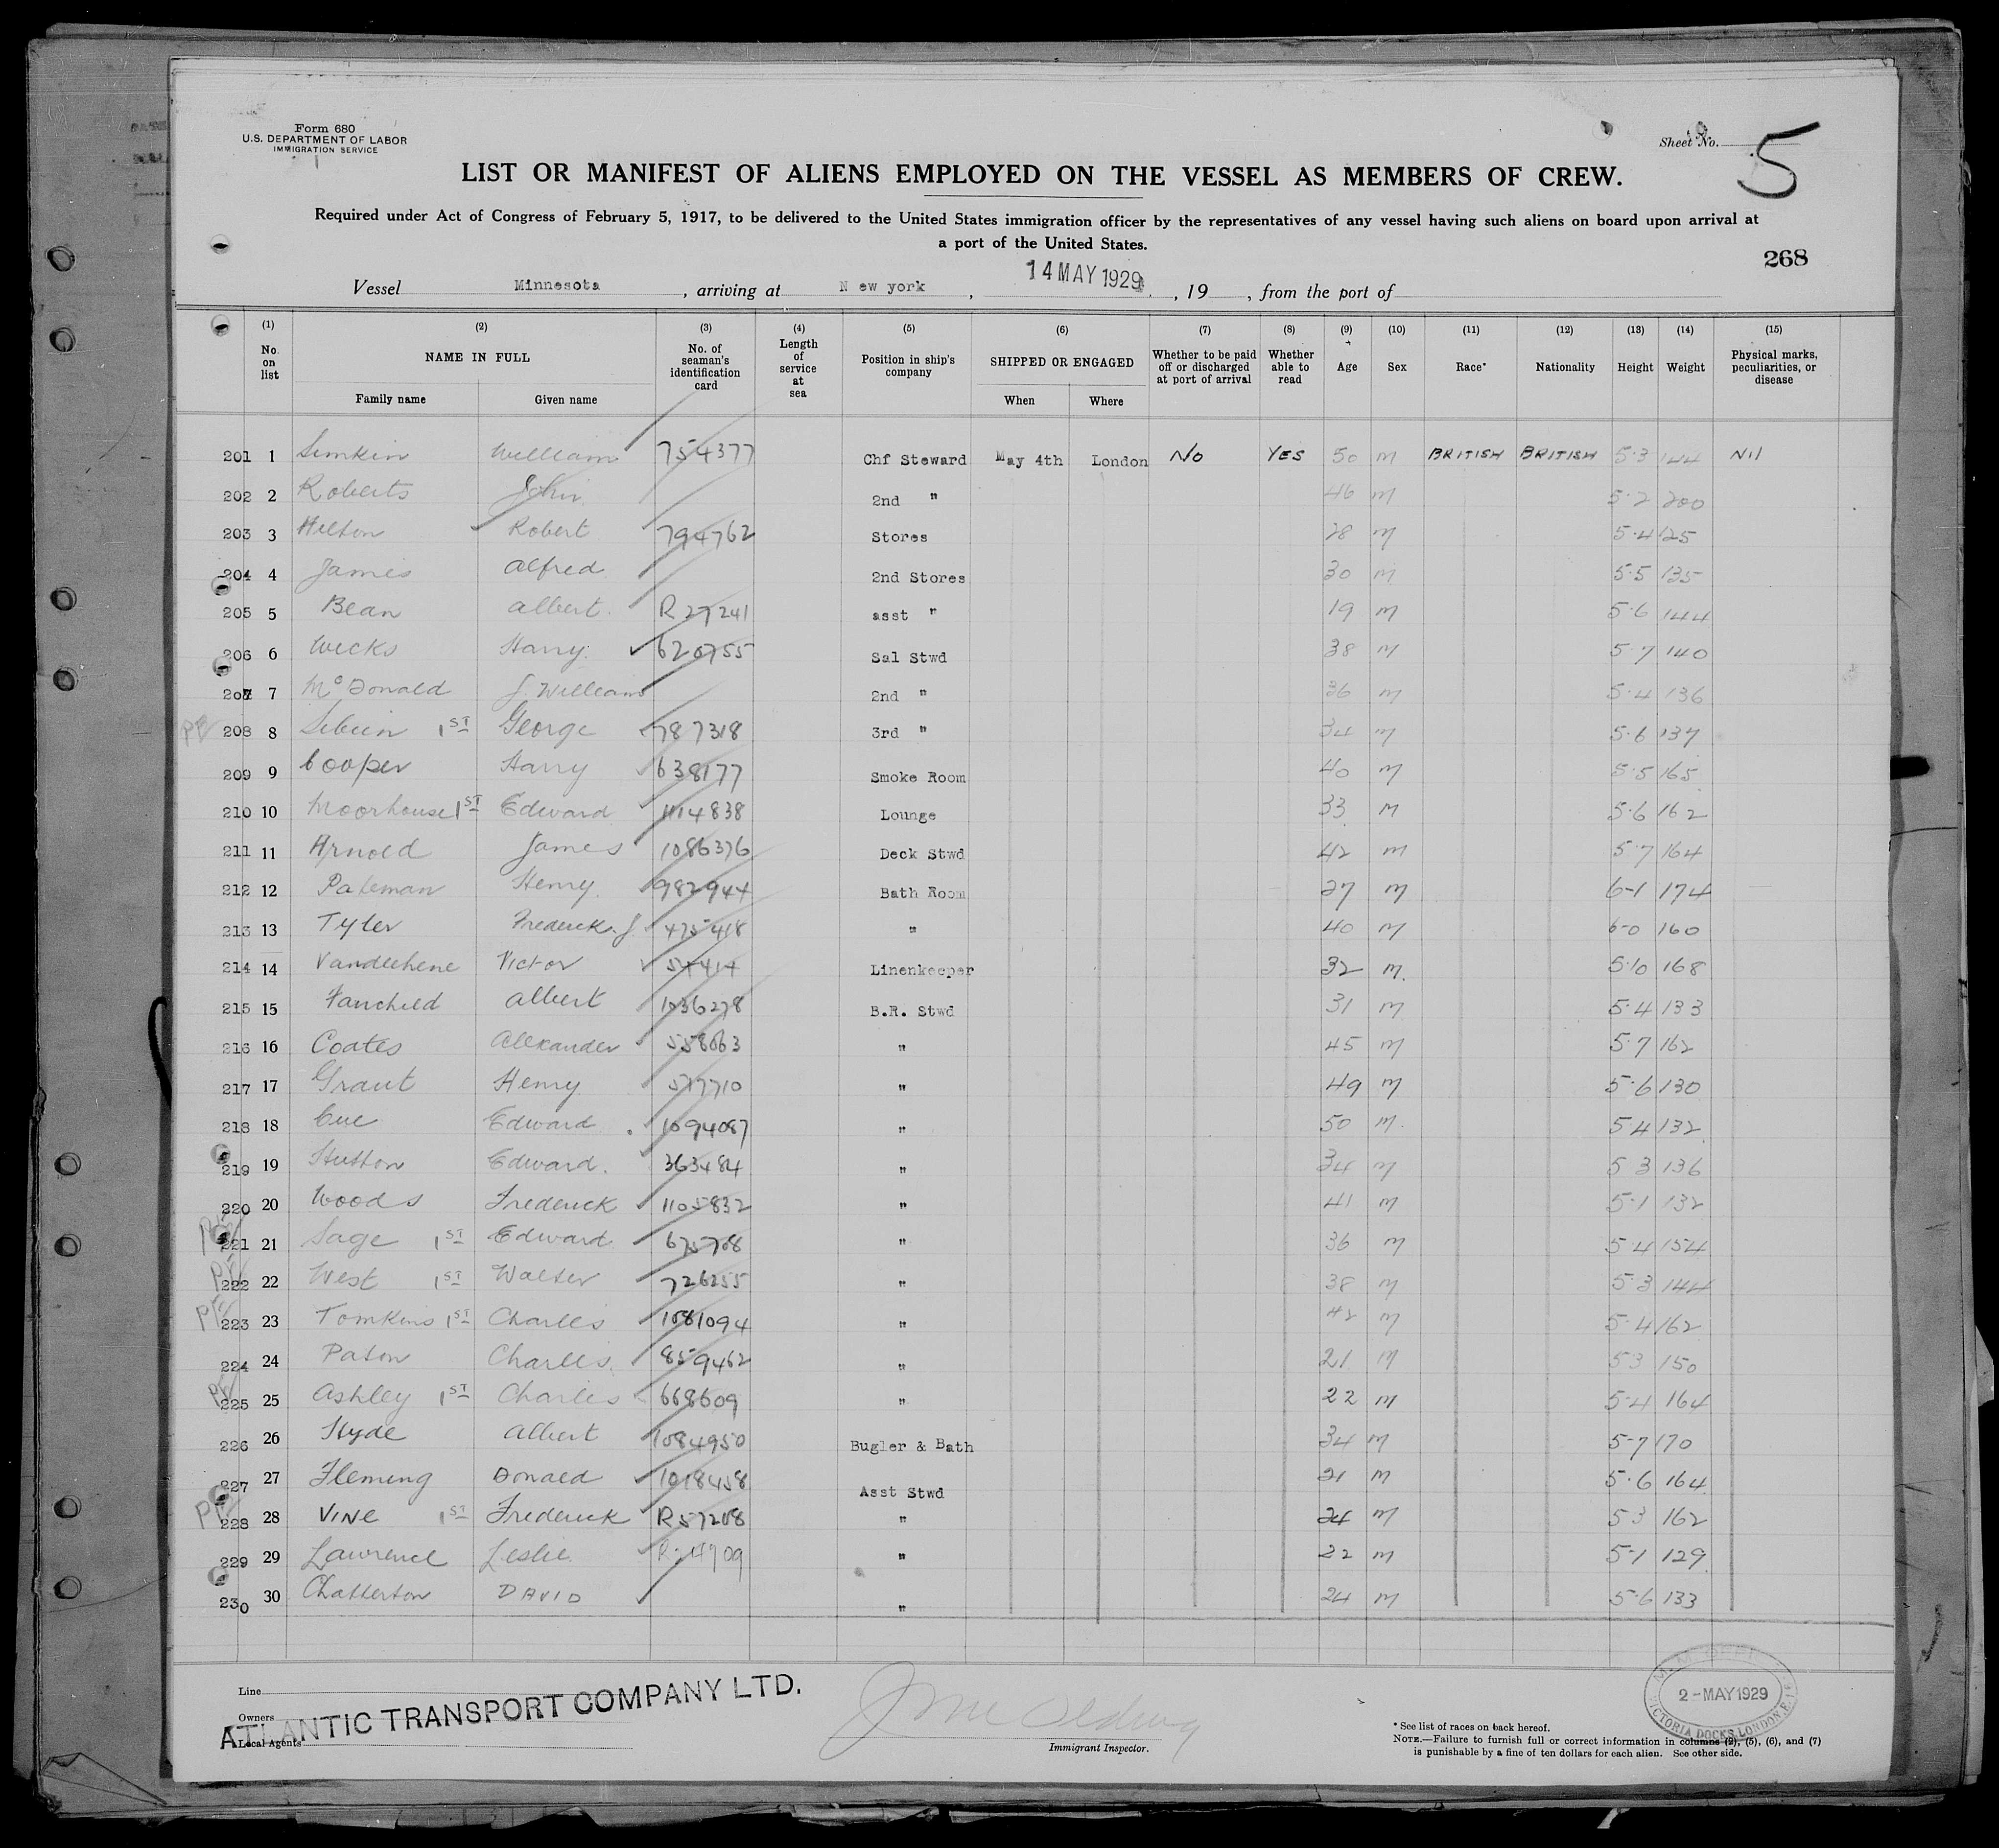 Form 680
U.S. DEPARTMENT OF LABOR
IMMIGRATION SERVICE
Sheet No. 5
LIST OR MANIFEST OF ALIENS EMPLOYED ON THE VESSEL AS MEMBERS OF CREW.
Required under Act of Congress of February 5, 1917, to be delivered to the United States immigration officer by the representatives of any vessel having such aliens on board upon arrival at
a port of the United States.
268
Vessel Minnesota, arriving at New york, 14 MAY 1929, 19 , from the port of
(1) (2) (3) (4) (5) (6) (7) (8) (9) (10) (11) (12) (13) (14) (15)
No. on list NAME IN FULL No. of seaman's identification card Length of service at sea Position in ship's company SHIPPED OR ENGAGED Whether to be paid off or discharged at port of arrival Whether able to read Age Sex Race* Nationality Height Weight Physical marks, peculiarities, or disease
Family name Given name When Where
201 1 Simkin William 754377 Chf Steward May 4th London No YES 50 m BRITISH BRITISH 5·3 144 Nil
202 2 Roberts John 2nd " 46 m 5·2 200
203 3 Hilton Robert 794762 Stores 28 m 5·4 125
204 4 James Alfred 2nd Stores 30 m 5·5 135
205 5 Bean Albert. R 27241 asst " 19 m 5·6 144
206 6 Wicks Harry. 620755 Sal Stwd 38 m 5·7 140
207 7 McDonald J. William 2nd " 36 m 5·4 136
208 8 1ST George 787318 3rd " 34 m 5·6 137
209 9 Cooper Harry 638177 Smoke Room 40 m 5·5 165
210 10 Moorhouse 1ST Edward 1114838 Lounge 33 m 5·6 162
211 11 Arnold James 1086376 Deck Stwd 42 m 5·7 164
212 12 Pateman Henry. 982944 Bath Room 27 m 6-1 174
213 13 Tyler Frederick. J. 475418 " 40 m 6-0 160
214 14 Victor Linenkeeper 32 m. 5·10 168
215 15 Fairchild Albert 1036278 B.R. Stwd 31 m 5·4 133
216 16 Coates Alexander 558063 " 45 m 5·7 162
217 17 Grant Henry 577710 " 49 m 5·6 130
218 18 Cue Edward 1094087 " 50 m. 5·4 132
219 19 Hutton Edward. 363484 " 34 m 5 3 136
220 20 Woods Frederick 1105832 " 41 m 5·1 132
221 21 Sage 1ST Edward 675708 " 36 m 5·4 154
222 22 West 1ST Walter 726255 " 38 m 5·3 144
223 23 Tomkins 1ST Charles 1081094 " 42 m 5·4 162
224 24 Paton Charles. 859462 " 21 m 5 3 150
225 25 Ashley 1ST Charles 668609 " 22 m 5·4 164
226 26 Hyde Albert 1084950 Bugler & Bath 34 m 5-7 170
227 27 Fleming Donald 1018458 Asst Stwd 21 m 5·6 164
228 28 VINE 1ST Frederick R57208 " 24 m 5·3 162
229 29 Lawrence Leslie " 22 m 5·1 129
230 30 Chatterton DAVID " 24 m 5·6 133
Line
Owners
Local Agents
ATLANTIC TRANSPORT COMPANY LTD.
Immigrant Inspector.
2-MAY1929
VICTORIA DOCKS, LONDON, E.
* See list of races on back hereof.
NOTE.—Failure to furnish full or correct information in columns (2), (5), (6), and (7)
is punishable by a fine of ten dollars for each alien. See other side.